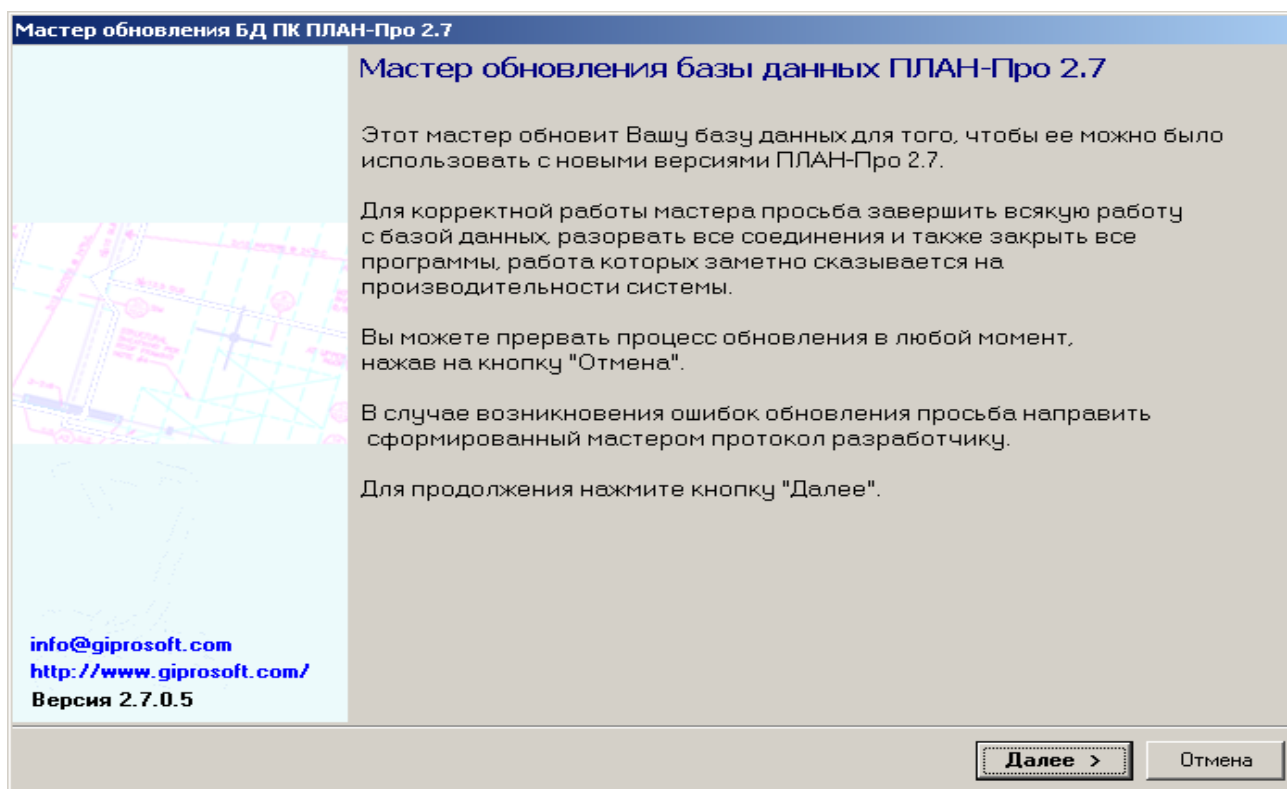 Мастер обновления БД ПК ПЛАН-Про 2.7
Мастер обновления базы данных ПЛАН-Про 2.7
Этот мастер обновит Вашу базу данных для того, чтобы ее можно было
использовать с новыми версиями ПЛАН-Про 2.7.
Для корректной работы мастера просьба завершить всякую работу
с базой данных, разорвать все соединения и также закрыть все
программы, работа которых заметно сказывается на
производительности системы.
Вы можете прервать процесс обновления в любой момент,
нажав на кнопку "Отмена".
В случае возникновения ошибок обновления просьба направить
сформированный мастером протокол разработчику.
Для продолжения нажмите кнопку "Далее".
info@giprosoft.com
http://www.giprosoft.com/
Версия 2.7.0.5
Далее >
Отмена